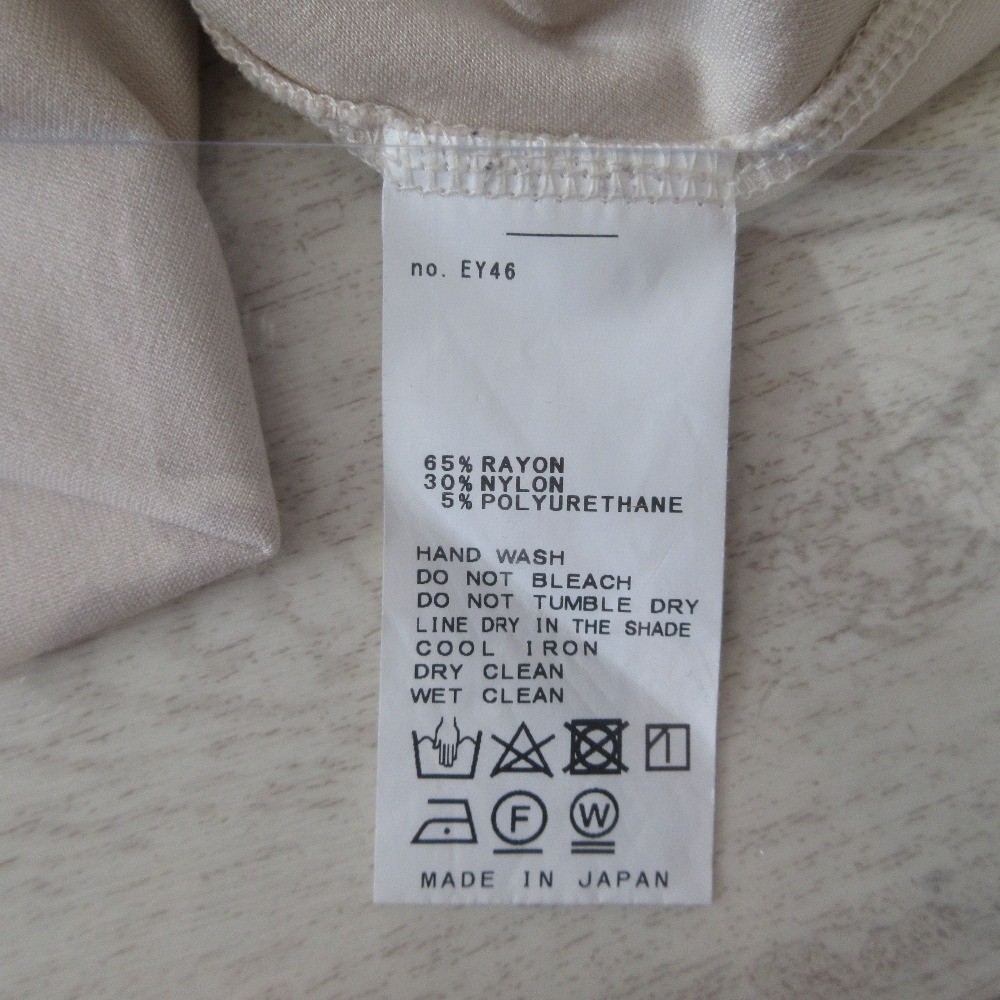 no. EY46
65% RAYON
30% NYLON
5% POLYURETHANE
HAND WASH
DO NOT BLEACH
DO NOT TUMBLE DRY
LINE DRY IN THE SHADE
COOL IRON
DRY CLEAN
WET CLEAN
F W
MADE IN JAPAN